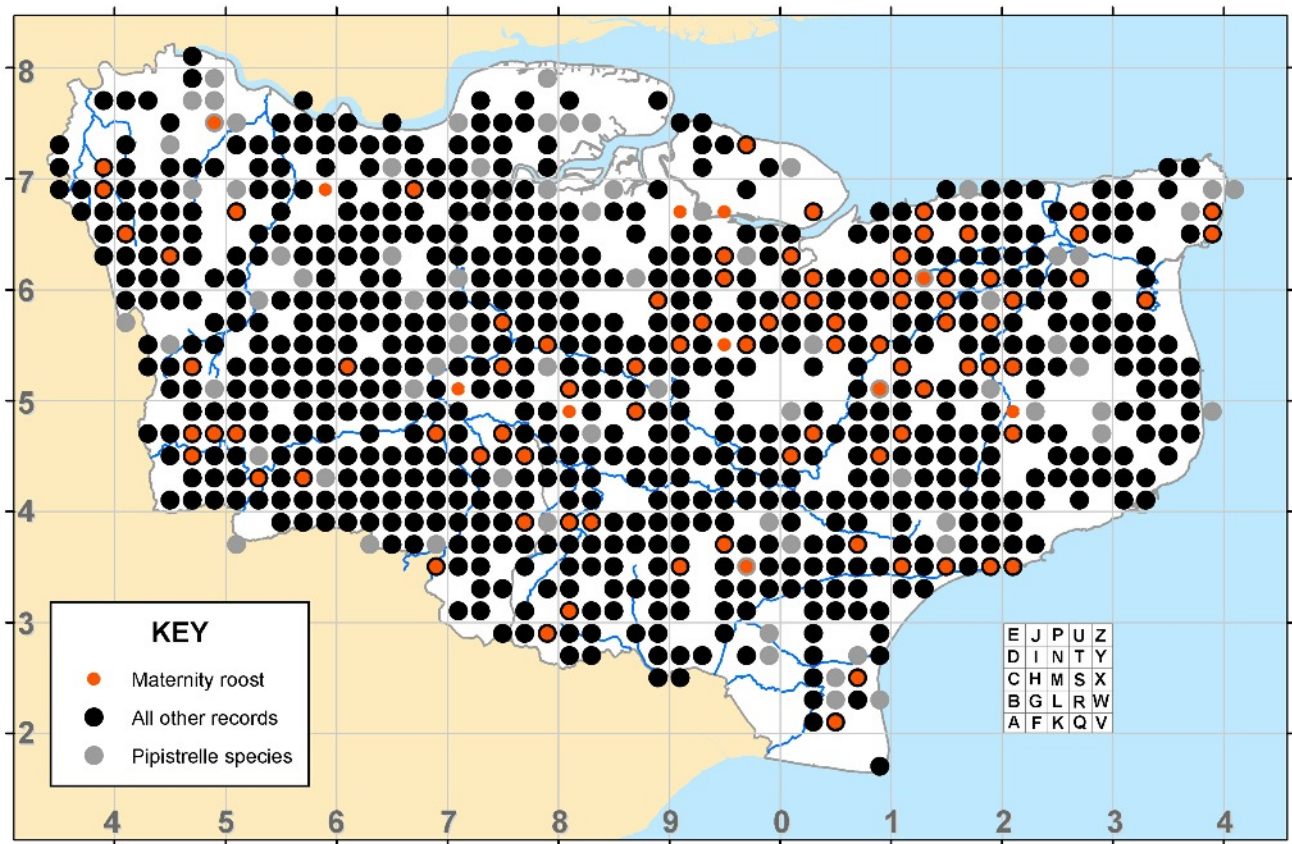 8
7
6
5
4
3
2
KEY
Maternity roost
All other records
Pipistrelle species
E J P U Z
D I N T Y
C H M S X
B G L R W
A F K Q V
4 5 6 7 8 9 0 1 2 3 4